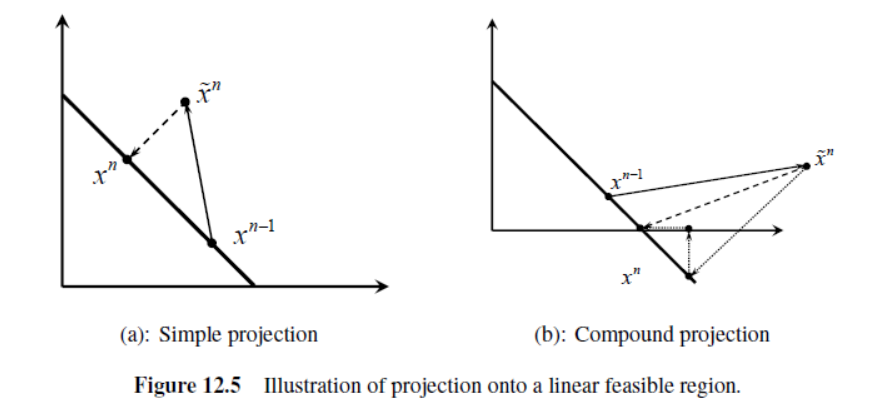 x̃ⁿ
xⁿ
xⁿ⁻¹
(a): Simple projection
xⁿ⁻¹
x̃ⁿ
xⁿ
(b): Compound projection
Figure 12.5 Illustration of projection onto a linear feasible region.